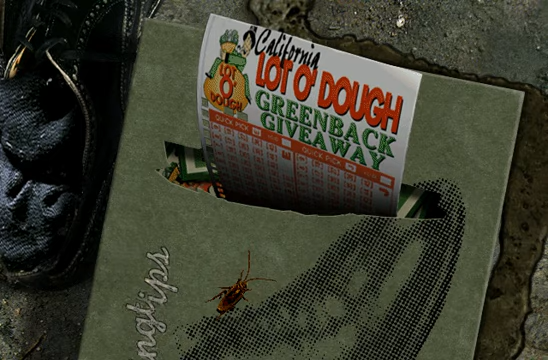 California
LOT O' DOUGH
GREENBACK
GIVEAWAY
LOT
O'
DOUGH
QUICK PICK
QUICK PICK
ngtips